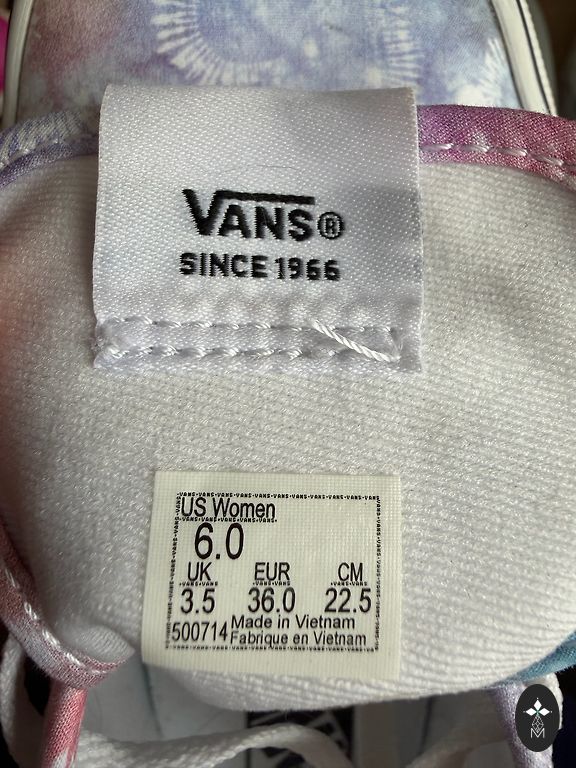 VANS®
SINCE 1966
US Women
6.0
UK EUR CM
3.5 36.0 22.5
500714 Made in Vietnam
Fabrique en Vietnam